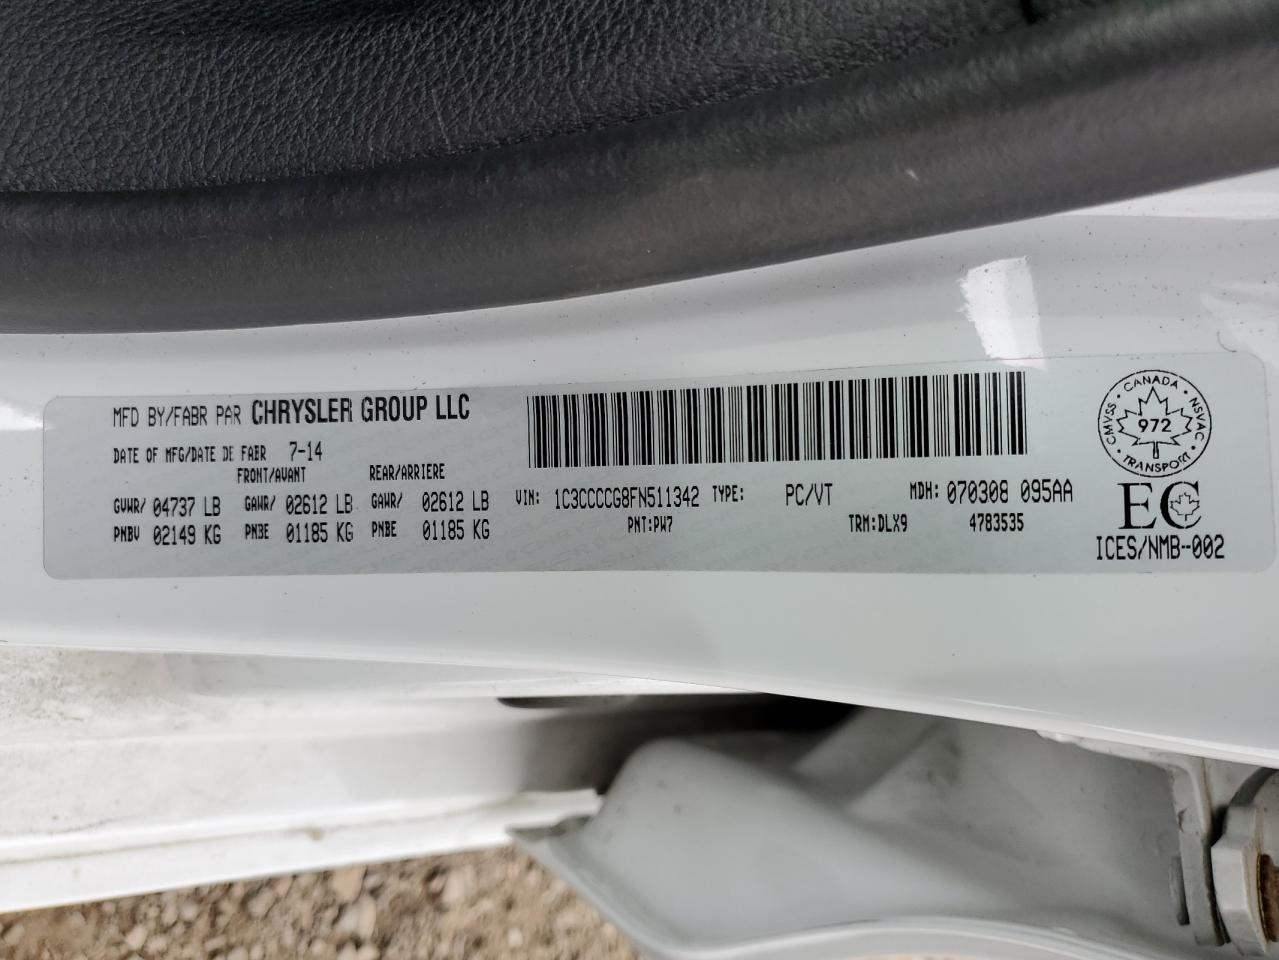 MFD BY/FABR PAR CHRYSLER GROUP LLC
DATE OF MFG/DATE DE FABR 7-14
FRONT/AVANT REAR/ARRIERE
GVWR/ 04737 LB GAWR/ 02612 LB GAWR/ 02612 LB
PNBV 02149 KG PNBE 01185 KG PNBE 01185 KG
VIN: 1C3CCCCG8FN511342 TYPE: PC/VT MDH: 070308 095AA
PNT:PW7 TRM:DLX9 4783535
CANADA
CMVSS NSVAC
972
TRANSPORT
EC
ICES/NMB-002